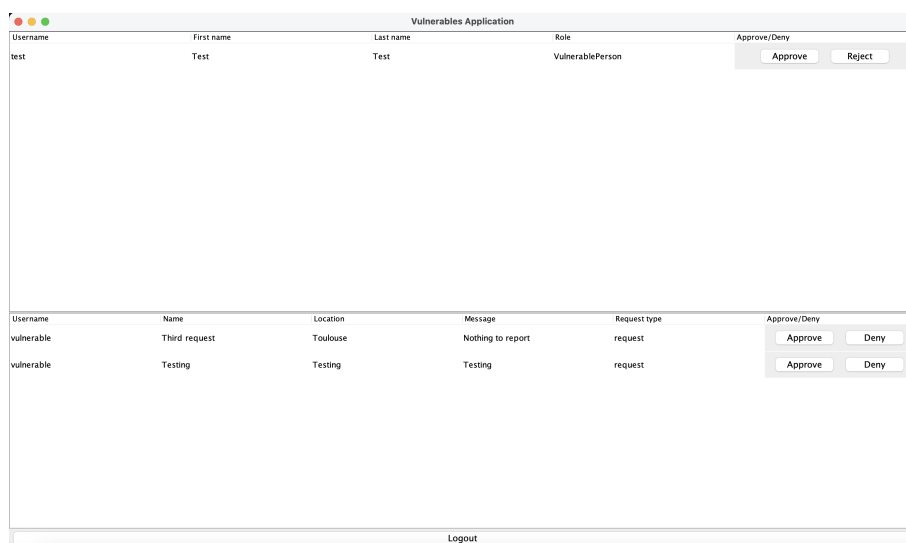 Vulnerables Application
Username First name Last name Role Approve/Deny
test Test Test VulnerablePerson Approve Reject
Username Name Location Message Request type Approve/Deny
vulnerable Third request Toulouse Nothing to report request Approve Deny
vulnerable Testing Testing Testing request Approve Deny
Logout